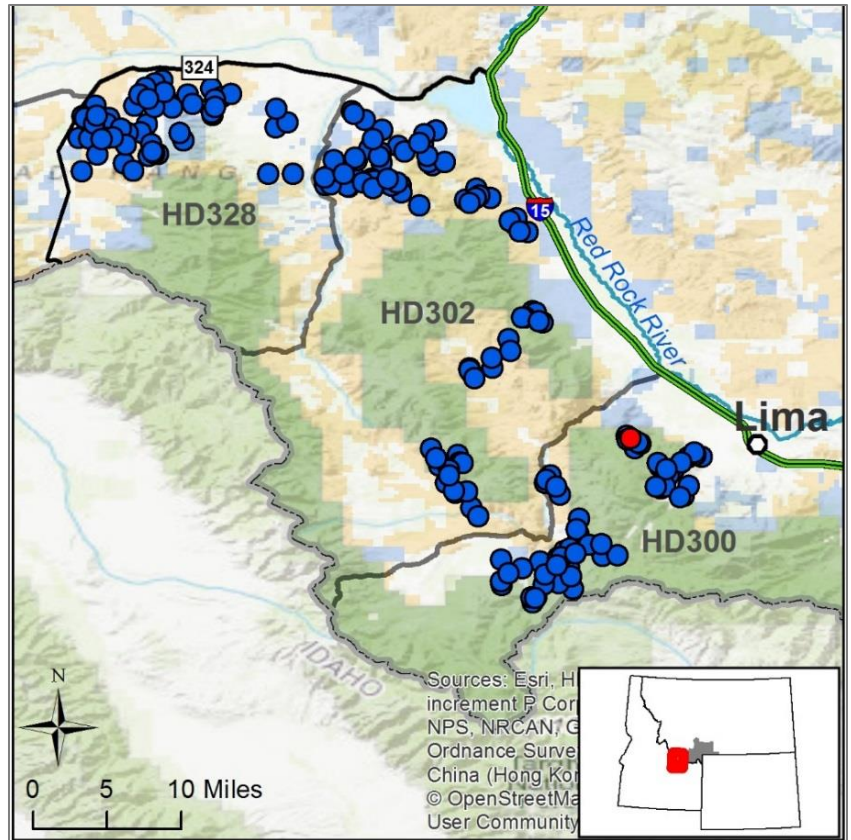 324
HD328
15
Red Rock River
HD302
Lima
HD300
IDAHO
N
0 5 10 Miles
Sources: Esri, H
increment P Cor
NPS, NRCAN, G
Ordnance Surve
China (Hong Kon
© OpenStreetMa
User Community